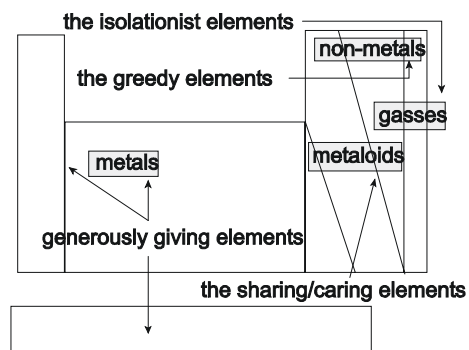 the isolationist elements
non-metals
the greedy elements
gasses
metals
metaloids
generously giving elements
the sharing/caring elements